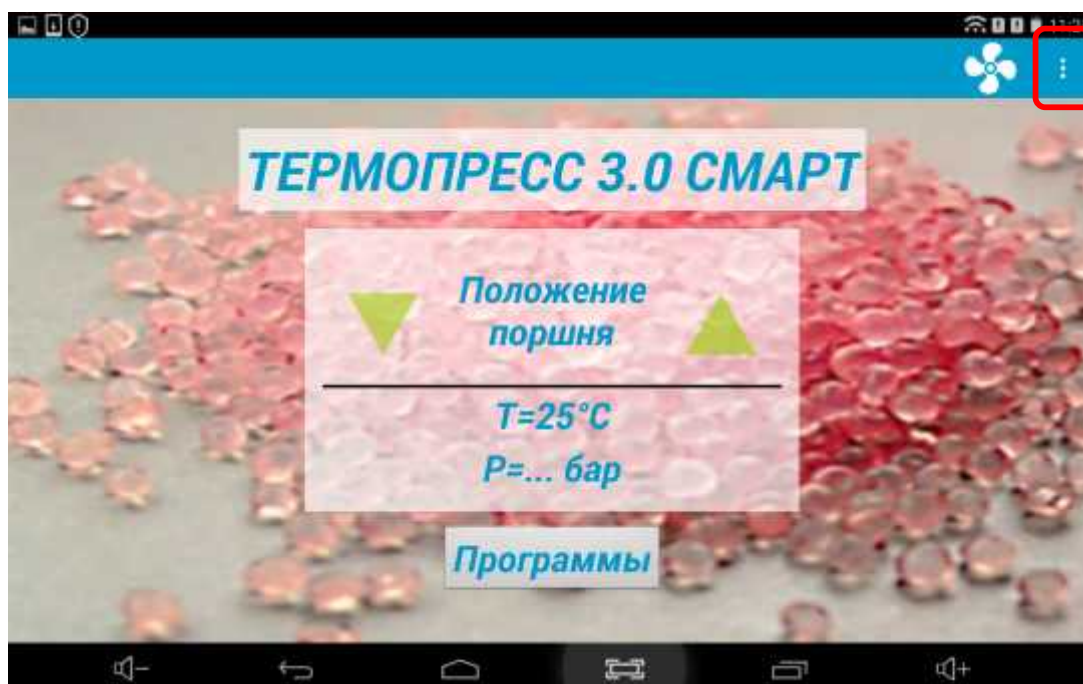 ТЕРМОПРЕСС 3.0 СМАРТ
Положение
поршня
T=25°C
P=... бар
Программы